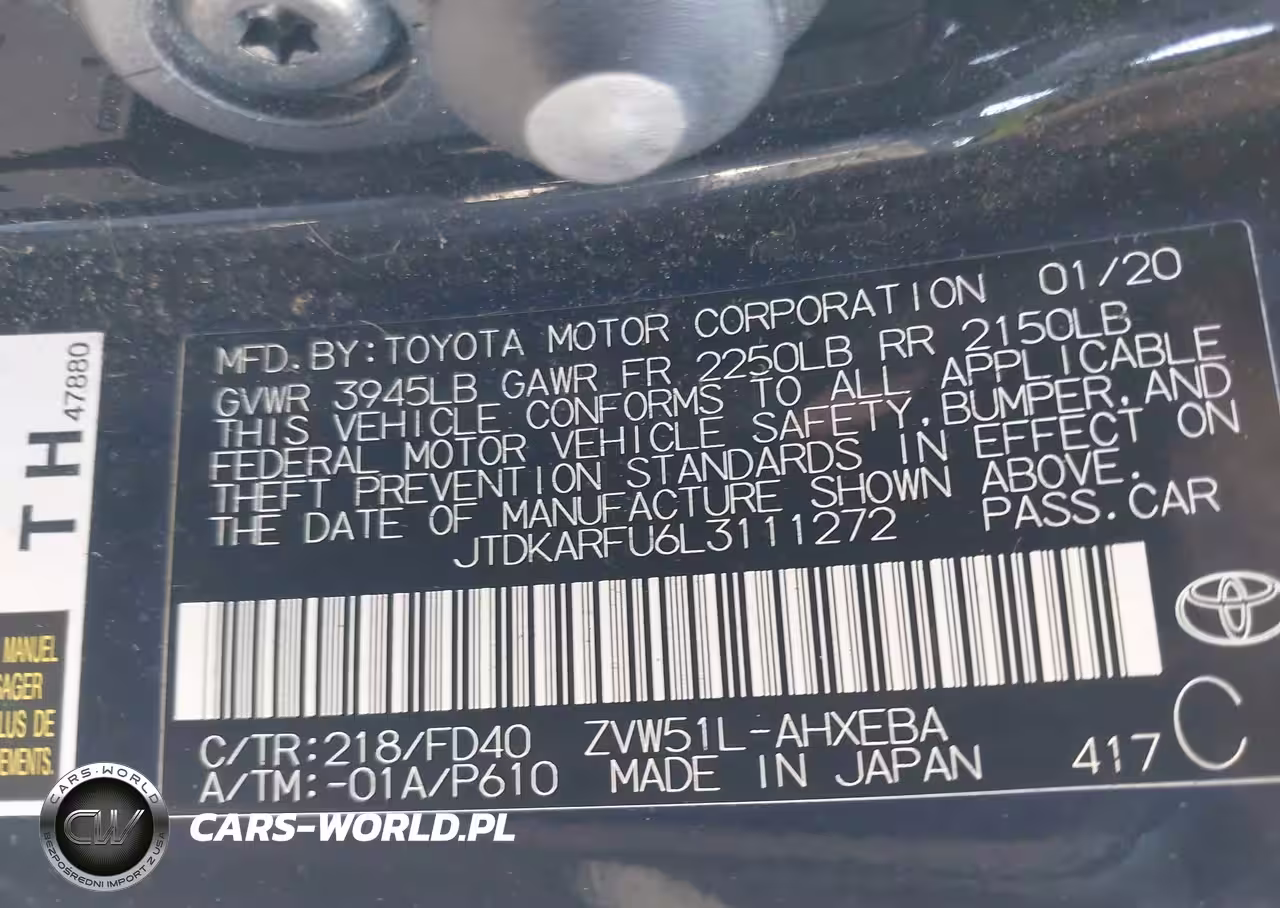 MFD.BY:TOYOTA MOTOR CORPORATION 01/20
GVWR 3945LB GAWR FR 2250LB RR 2150LB
THIS VEHICLE CONFORMS TO ALL APPLICABLE
FEDERAL MOTOR VEHICLE SAFETY,BUMPER,AND
THEFT PREVENTION STANDARDS IN EFFECT ON
THE DATE OF MANUFACTURE SHOWN ABOVE.
JTDKARFU6L3111272 PASS.CAR
C/TR:218/FD40 ZVW51L-AHXEBA
A/TM:-01A/P610 MADE IN JAPAN 417 C
TH 47880
MANUEL
LUS DE
CARS-WORLD
CW
BEZPOŚREDNI IMPORT Z USA
CARS-WORLD.PL